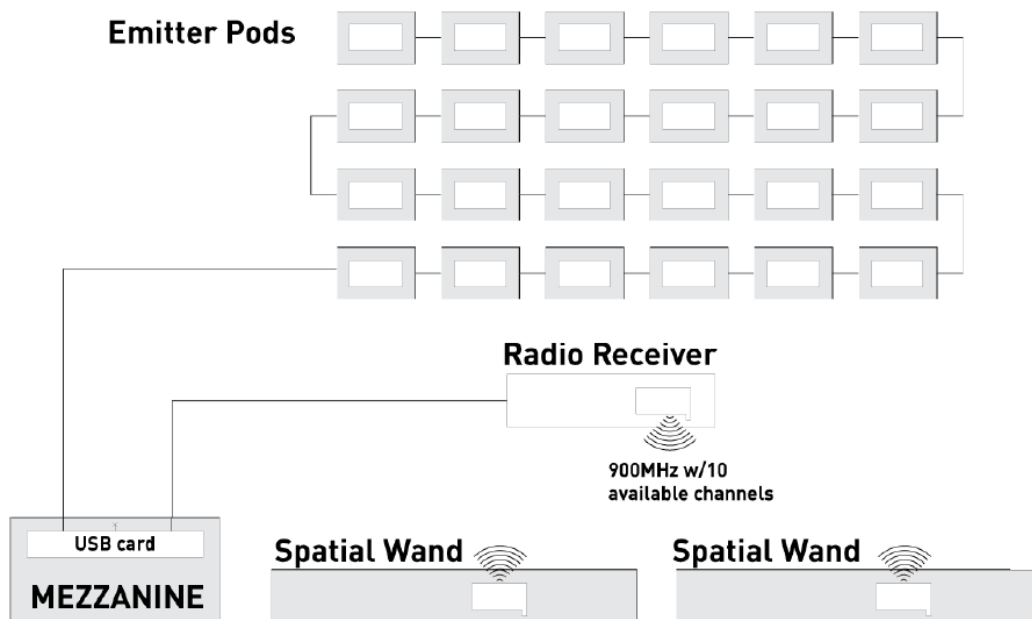 Emitter Pods
Radio Receiver
900MHz w/10
available channels
USB card
MEZZANINE
Spatial Wand
Spatial Wand